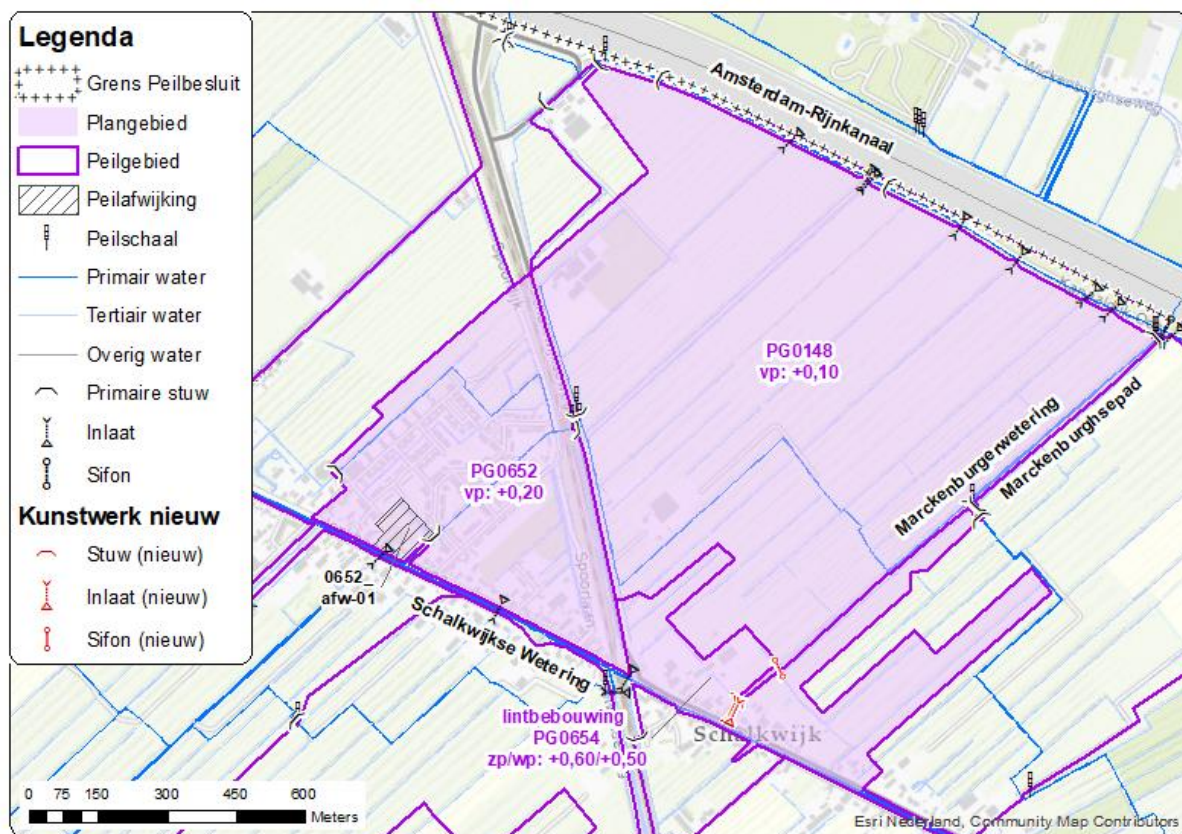 Legenda
Grens Peilbesluit
Plangebied
Peilgebied
Peilafwijking
Peilschaal
Primair water
Tertiair water
Overig water
Primaire stuw
Inlaat
Sifon
Kunstwerk nieuw
Stuw (nieuw)
Inlaat (nieuw)
Sifon (nieuw)
Amsterdam-Rijnkanaal
Wickenburghseweg
PG0148
vp: +0,10
Marckenburgerwetering
Marckenburghsepad
PG0652
vp: +0,20
Spoorlaan
0652_
afw-01
Schalkwijkse Wetering
lintbebouwing
PG0654
zp/wp: +0,60/+0,50
Schalkwijk
0 75 150 300 450 600
Meters
Esri Nederland, Community Map Contributors